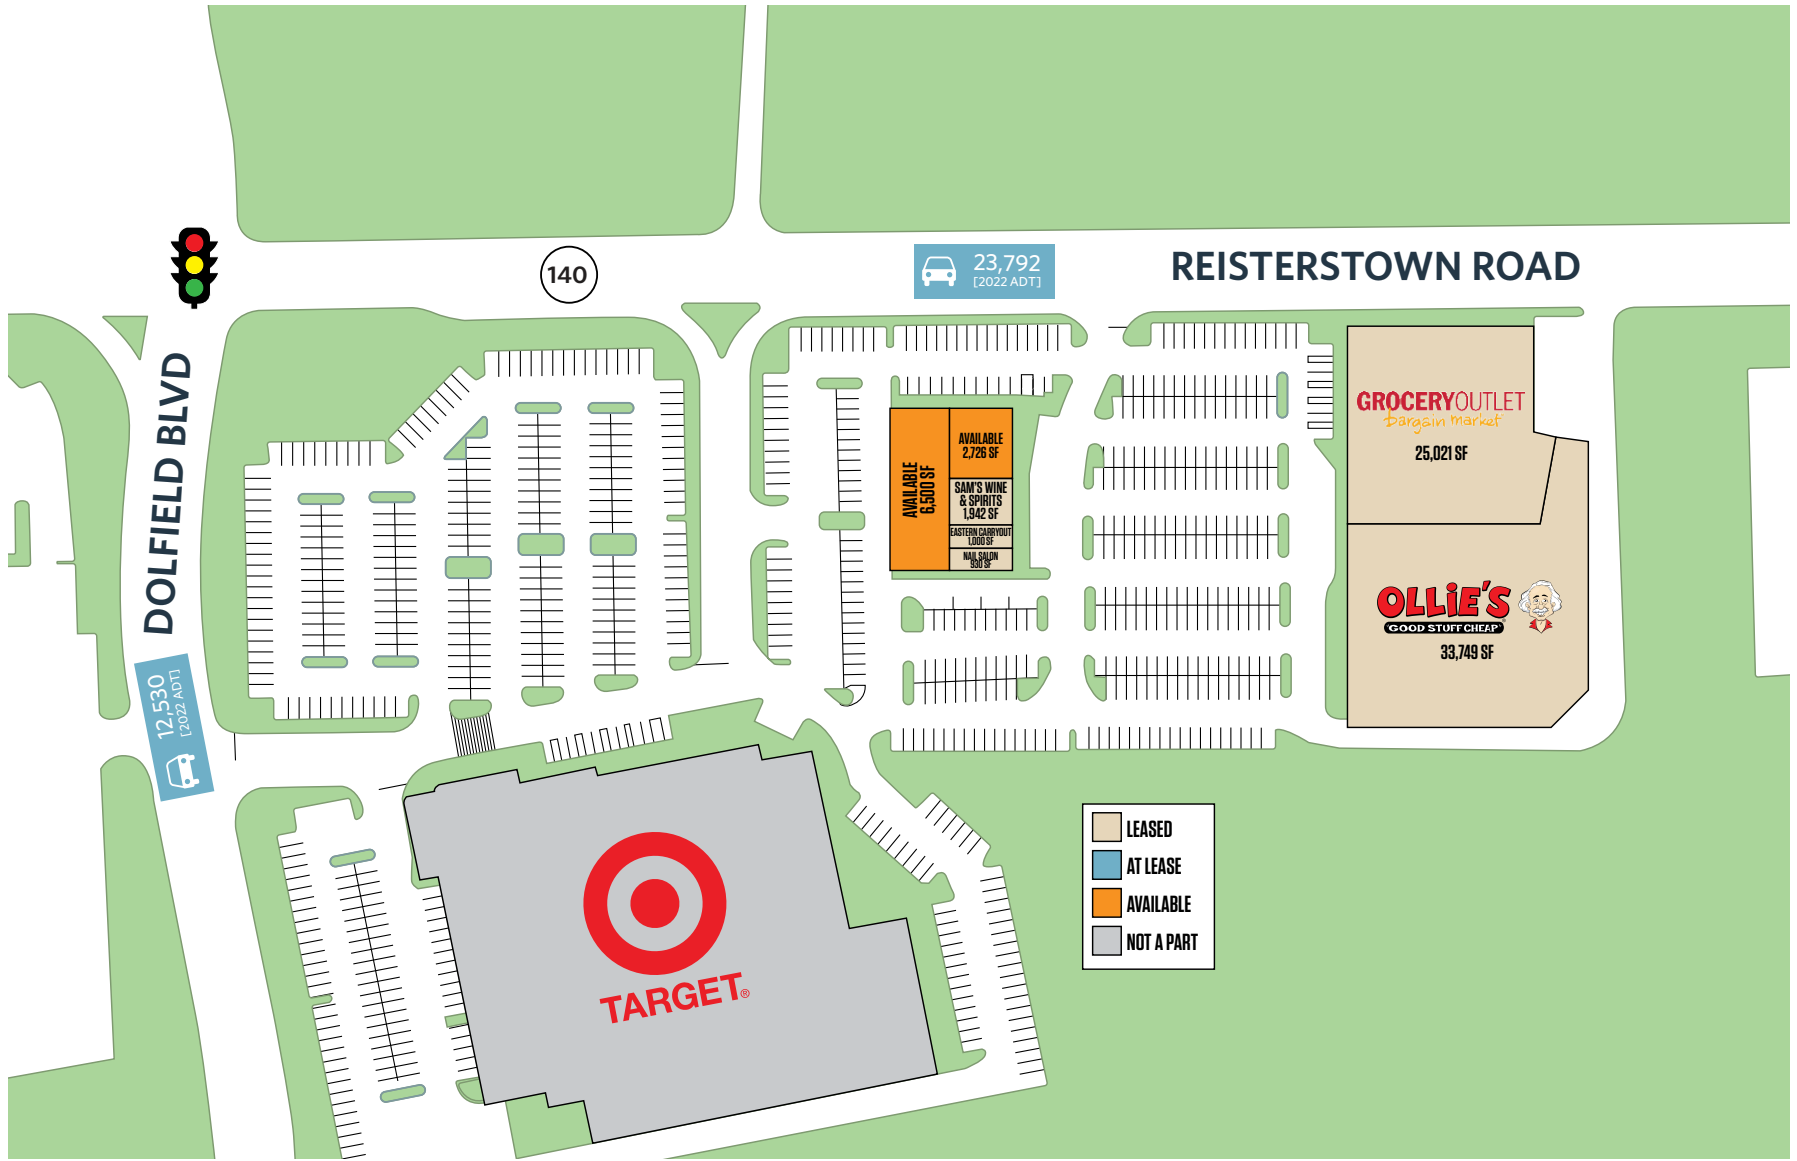 140
23,792
[2022 ADT]
REISTERSTOWN ROAD
DOLFIELD BLVD
12,530
[2022 ADT]
AVAILABLE
6,500 SF
AVAILABLE
2,726 SF
SAM'S WINE
& SPIRITS
1,942 SF
EASTERN CARRYOUT
1,000 SF
NAIL SALON
930 SF
GROCERYOUTLET
bargain market
25,021 SF
OLLIE'S
GOOD STUFF CHEAP
33,749 SF
TARGET®
LEASED
AT LEASE
AVAILABLE
NOT A PART